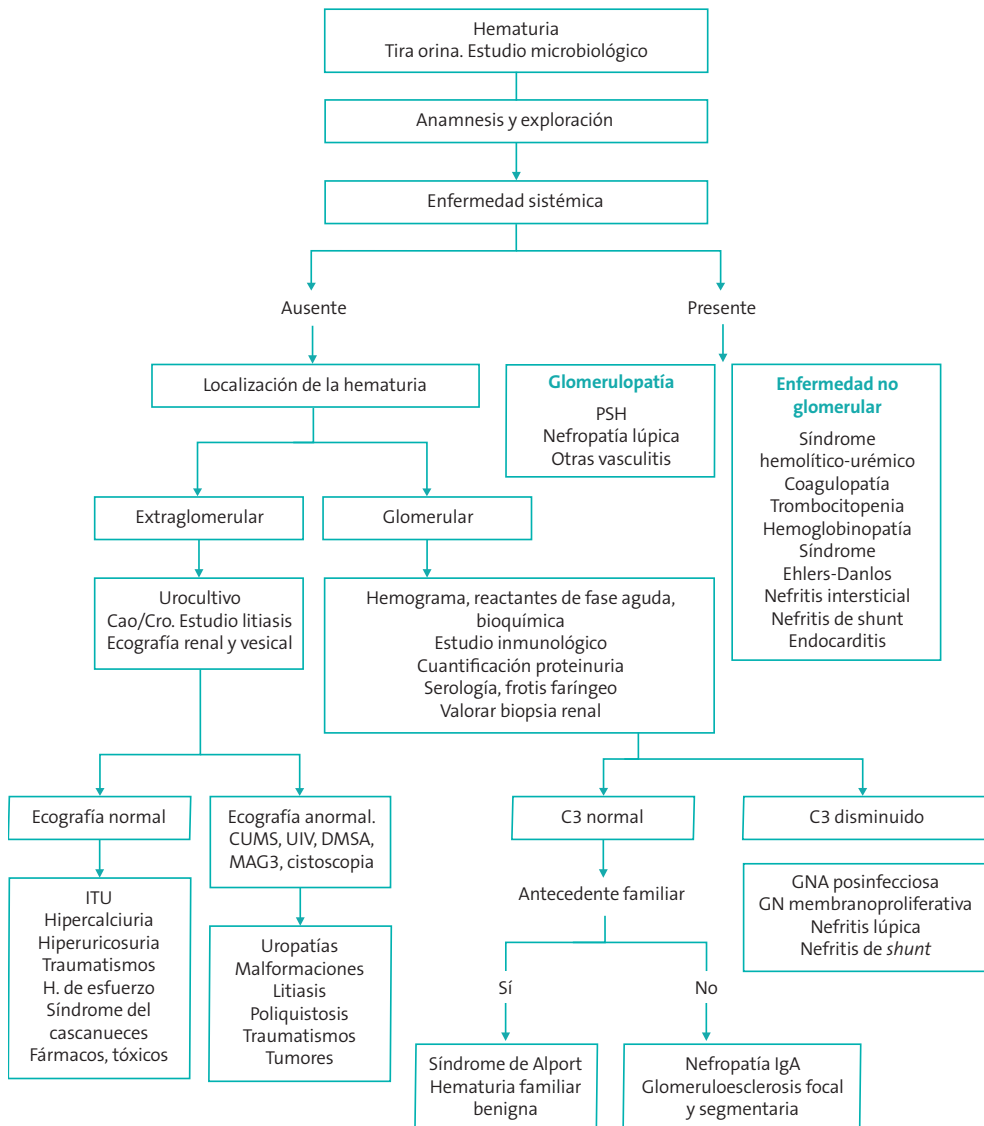 Hematuria
Tira orina. Estudio microbiológico
Anamnesis y exploración
Enfermedad sistémica
Ausente
Presente
Localización de la hematuria
Glomerulopatía
PSH
Nefropatía lúpica
Otras vasculitis
Enfermedad no
glomerular
Síndrome
hemolítico-urémico
Coagulopatía
Trombocitopenia
Hemoglobinopatía
Síndrome
Ehlers-Danlos
Nefritis intersticial
Nefritis de shunt
Endocarditis
Extraglomerular
Glomerular
Urocultivo
Cao/Cro. Estudio litiasis
Ecografía renal y vesical
Hemograma, reactantes de fase aguda,
bioquímica
Estudio inmunológico
Cuantificación proteinuria
Serología, frotis faríngeo
Valorar biopsia renal
Ecografía normal
Ecografía anormal.
CUMS, UIV, DMSA,
MAG3, cistoscopia
C3 normal
C3 disminuido
ITU
Hipercalciuria
Hiperuricosuria
Traumatismos
H. de esfuerzo
Síndrome del
cascanueces
Fármacos, tóxicos
Uropatías
Malformaciones
Litiasis
Poliquistosis
Traumatismos
Tumores
Antecedente familiar
GNA posinfecciosa
GN membranoproliferativa
Nefritis lúpica
Nefritis de shunt
Sí
No
Síndrome de Alport
Hematuria familiar
benigna
Nefropatía IgA
Glomeruloesclerosis focal
y segmentaria